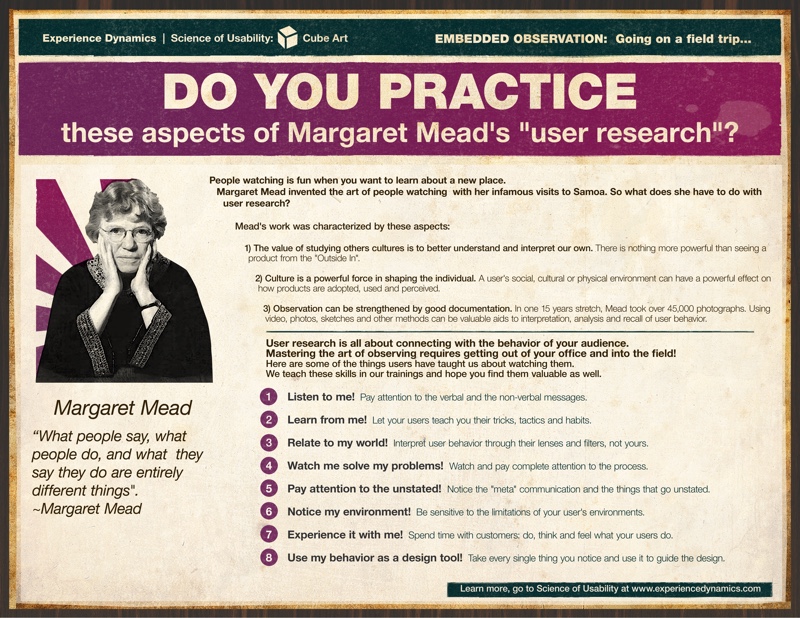 Experience Dynamics | Science of Usability: Cube Art
EMBEDDED OBSERVATION: Going on a field trip...
DO YOU PRACTICE
these aspects of Margaret Mead's "user research"?
People watching is fun when you want to learn about a new place.
Margaret Mead invented the art of people watching with her infamous visits to Samoa. So what does she have to do with
user research?
Mead's work was characterized by these aspects:
1) The value of studying others cultures is to better understand and interpret our own. There is nothing more powerful than seeing a
product from the "Outside In".
2) Culture is a powerful force in shaping the individual. A user's social, cultural or physical environment can have a powerful effect on
how products are adopted, used and perceived.
3) Observation can be strengthened by good documentation. In one 15 years stretch, Mead took over 45,000 photographs. Using
video, photos, sketches and other methods can be valuable aids to interpretation, analysis and recall of user behavior.
User research is all about connecting with the behavior of your audience.
Mastering the art of observing requires getting out of your office and into the field!
Here are some of the things users have taught us about watching them.
We teach these skills in our trainings and hope you find them valuable as well.
1 Listen to me! Pay attention to the verbal and the non-verbal messages.
2 Learn from me! Let your users teach you their tricks, tactics and habits.
3 Relate to my world! Interpret user behavior through their lenses and filters, not yours.
4 Watch me solve my problems! Watch and pay complete attention to the process.
5 Pay attention to the unstated! Notice the "meta" communication and the things that go unstated.
6 Notice my environment! Be sensitive to the limitations of your user's environments.
7 Experience it with me! Spend time with customers: do, think and feel what your users do.
8 Use my behavior as a design tool! Take every single thing you notice and use it to guide the design.
Margaret Mead
“What people say, what
people do, and what they
say they do are entirely
different things".
~Margaret Mead
Learn more, go to Science of Usability at www.experiencedynamics.com